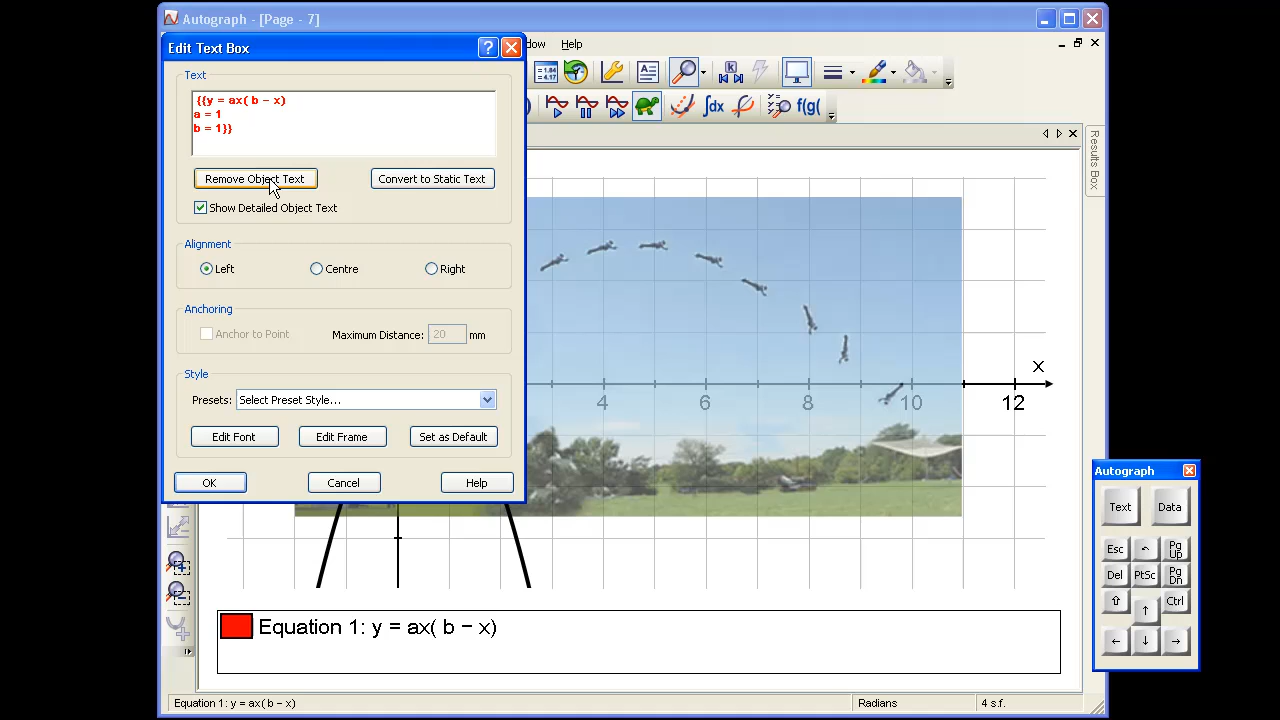 Autograph - [Page - 7]
Edit Text Box
Help
Text
{{y = ax( b − x)
a = 1
b = 1}}
Remove Object Text
Convert to Static Text
Show Detailed Object Text
Alignment
Left
Centre
Right
Anchoring
Anchor to Point
Maximum Distance:
20
mm
Style
Presets:
Select Preset Style...
Edit Font
Edit Frame
Set as Default
OK
Cancel
Help
Results Box
x
4
6
8
10
12
Equation 1: y = ax( b − x)
Equation 1: y = ax( b − x)
Radians
4 s.f.
Autograph
Text
Data
Esc
Pg Up
Del
PtSc
Pg Dn
Ctrl